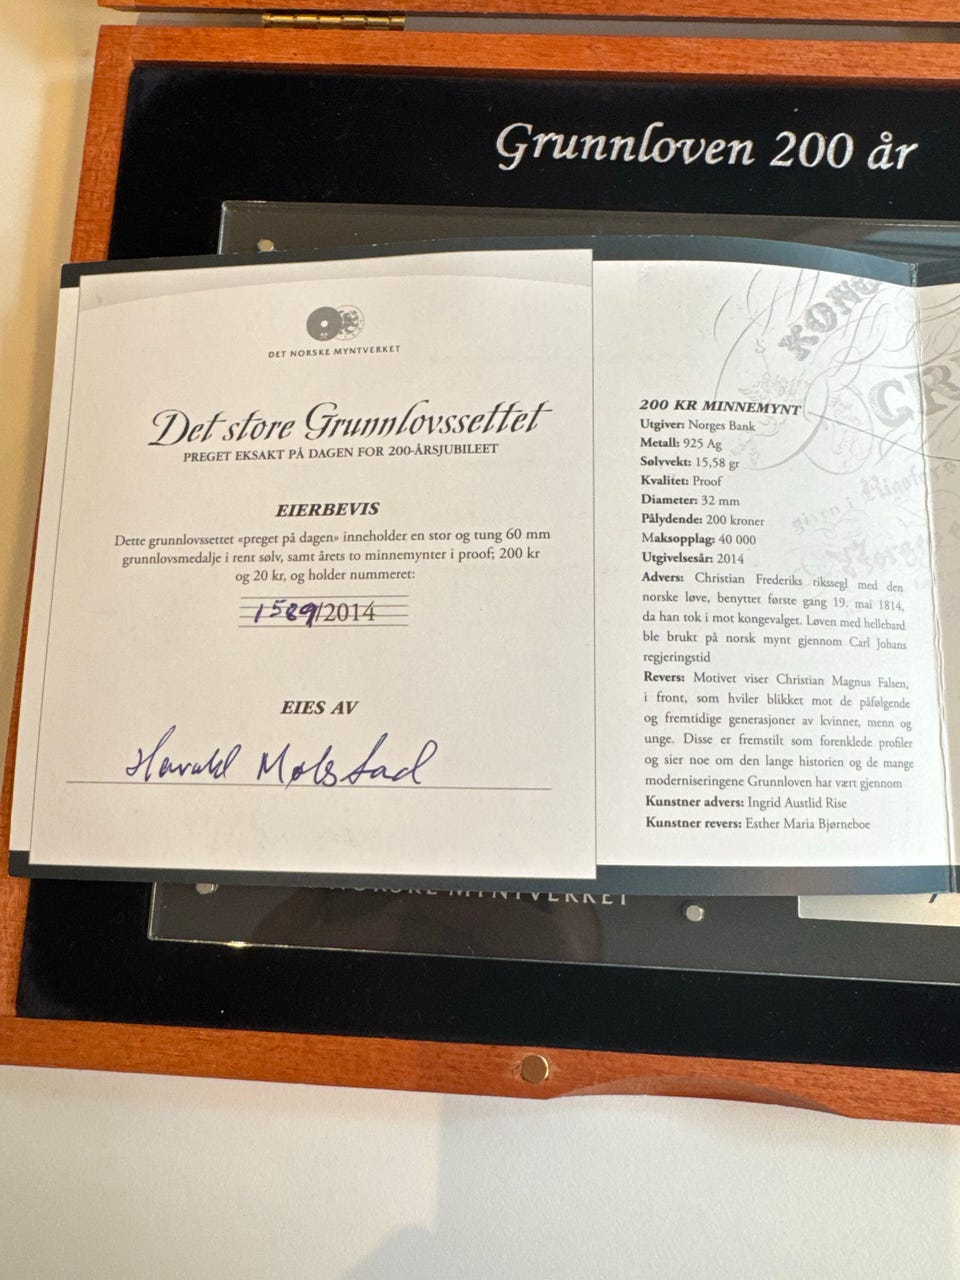 Grunnloven 200 år
DET NORSKE MYNTVERKET
Det store Grunnlovssettet
PREGET EKSAKT PÅ DAGEN FOR 200-ÅRSJUBILEET
EIERBEVIS
Dette grunnlovssettet «preget på dagen» inneholder en stor og tung 60 mm
grunnlovsmedalje i rent sølv, samt årets to minnemynter i proof; 200 kr
og 20 kr, og holder nummeret:
1589/2014
EIES AV
Harald Mølstad
200 KR MINNEMYNT
Utgiver: Norges Bank
Metall: 925 Ag
Sølvvekt: 15,58 gr
Kvalitet: Proof
Diameter: 32 mm
Pålydende: 200 kroner
Maksopplag: 40 000
Utgivelsesår: 2014
Advers: Christian Frederiks rikssegl med den
norske løve, benyttet første gang 19. mai 1814,
da han tok i mot kongevalget. Løven med hellebard
ble brukt på norsk mynt gjennom Carl Johans
regjeringstid
Revers: Motivet viser Christian Magnus Falsen,
i front, som hviler blikket mot de påfølgende
og fremtidige generasjoner av kvinner, menn og
unge. Disse er fremstilt som forenklede profiler
og sier noe om den lange historien og de mange
moderniseringene Grunnloven har vært gjennom
Kunstner advers: Ingrid Austlid Rise
Kunstner revers: Esther Maria Bjørneboe
NORSKE MYNTVERKET